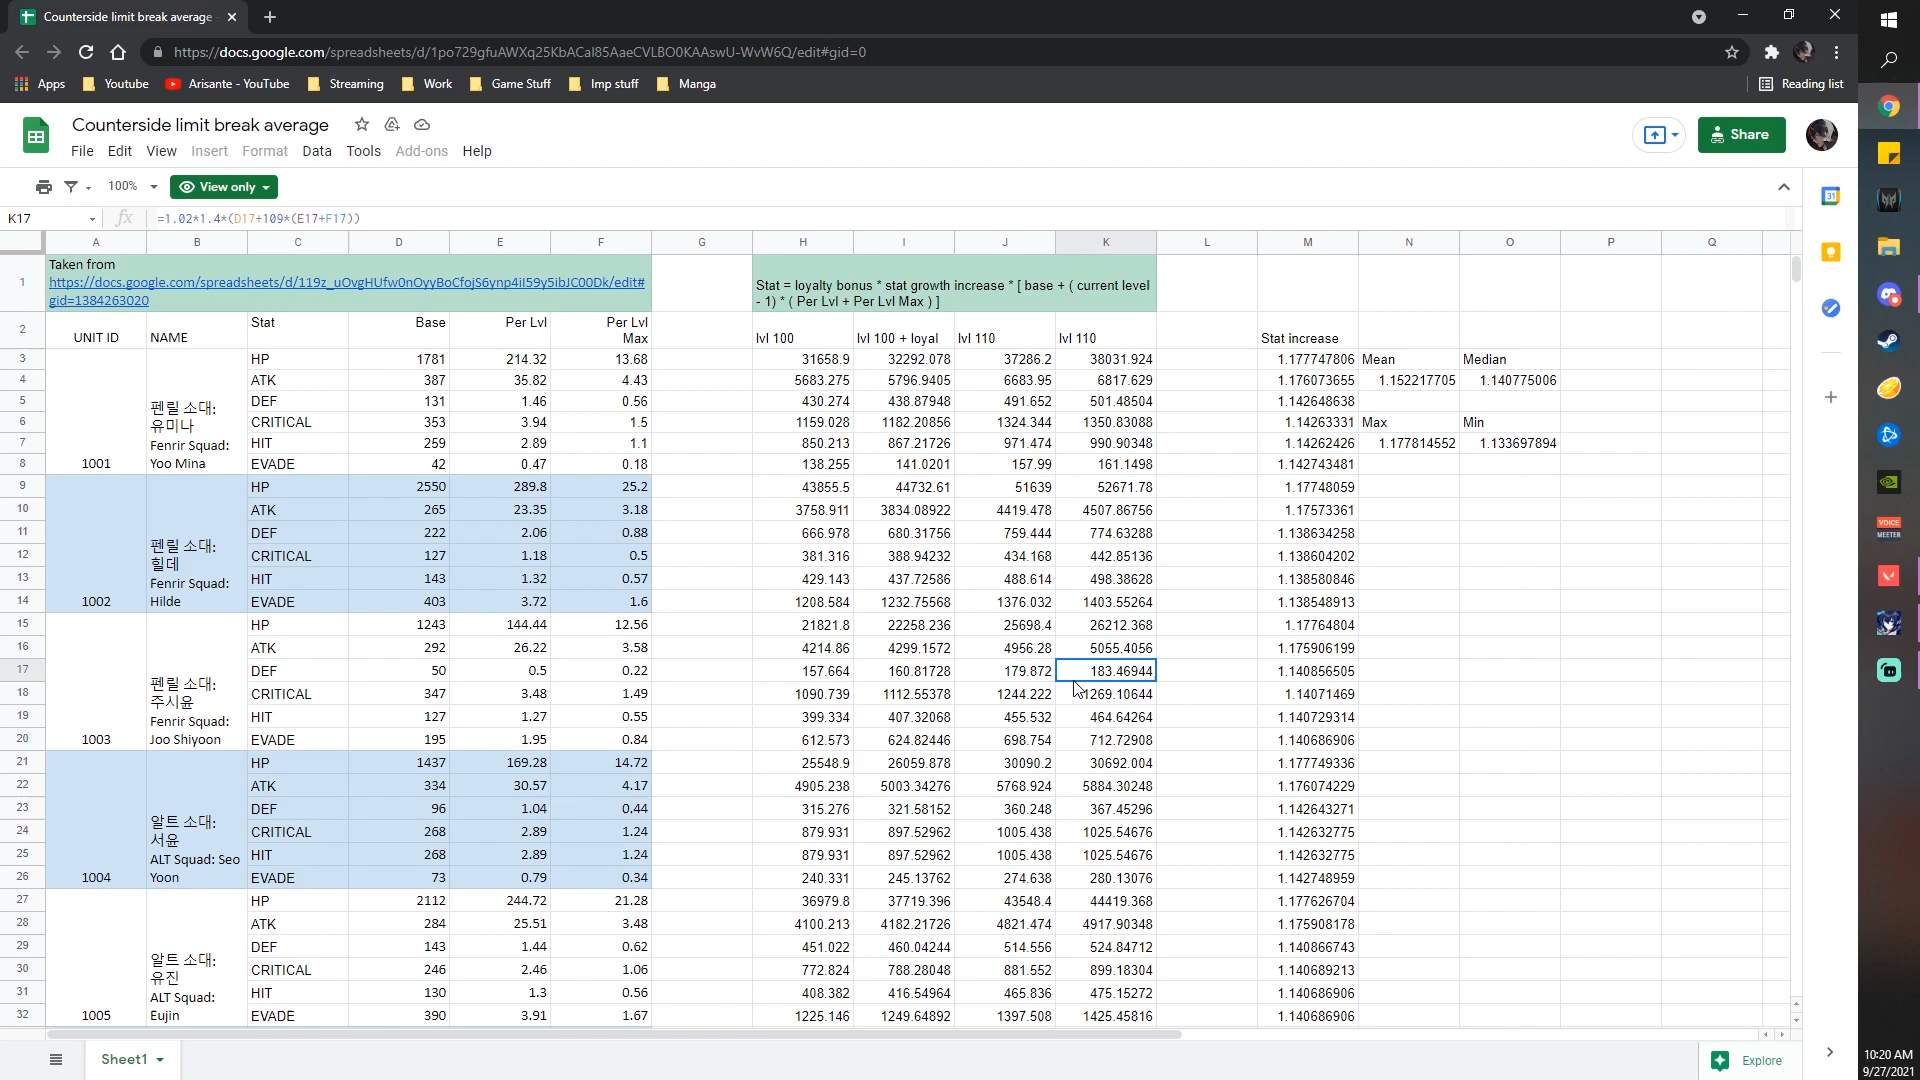 Counterside limit break average
https://docs.google.com/spreadsheets/d/1po729gfuAWXq25KbACal85AaeCVLBO0KAAswU-WvW6Q/edit#gid=0
Apps Youtube Arisante - YouTube Streaming Work Game Stuff Imp stuff Manga Reading list
Counterside limit break average
File Edit View Insert Format Data Tools Add-ons Help
Share
100% View only
K17 fx =1.02*1.4*(D17+109*(E17+F17))
A B C D E F G H I J K L M N O P Q
1 Taken from
https://docs.google.com/spreadsheets/d/119z_uOvgHUfw0nOyyBoCfojS6ynp4iI59y5ibJC00Dk/edit#
gid=1384263020
Stat = loyalty bonus * stat growth increase * [ base + ( current level
- 1) * ( Per Lvl + Per Lvl Max ) ]
2 UNIT ID NAME Stat Base Per Lvl Per Lvl Max lvl 100 lvl 100 + loyal lvl 110 lvl 110 Stat increase
3 HP 1781 214.32 13.68 31658.9 32292.078 37286.2 38031.924 1.177747806 Mean Median
4 ATK 387 35.82 4.43 5683.275 5796.9405 6683.95 6817.629 1.176073655 1.152217705 1.140775006
5 펜릴 소대: DEF 131 1.46 0.56 430.274 438.87948 491.652 501.48504 1.142648638
6 유미나 CRITICAL 353 3.94 1.5 1159.028 1182.20856 1324.344 1350.83088 1.14263331 Max Min
7 Fenrir Squad: HIT 259 2.89 1.1 850.213 867.21726 971.474 990.90348 1.14262426 1.177814552 1.133697894
8 1001 Yoo Mina EVADE 42 0.47 0.18 138.255 141.0201 157.99 161.1498 1.142743481
9 HP 2550 289.8 25.2 43855.5 44732.61 51639 52671.78 1.17748059
10 ATK 265 23.35 3.18 3758.911 3834.08922 4419.478 4507.86756 1.17573361
11 펜릴 소대: DEF 222 2.06 0.88 666.978 680.31756 759.444 774.63288 1.138634258
12 힐데 CRITICAL 127 1.18 0.5 381.316 388.94232 434.168 442.85136 1.138604202
13 Fenrir Squad: HIT 143 1.32 0.57 429.143 437.72586 488.614 498.38628 1.138580846
14 1002 Hilde EVADE 403 3.72 1.6 1208.584 1232.75568 1376.032 1403.55264 1.138548913
15 HP 1243 144.44 12.56 21821.8 22258.236 25698.4 26212.368 1.17764804
16 ATK 292 26.22 3.58 4214.86 4299.1572 4956.28 5055.4056 1.175906199
17 펜릴 소대: DEF 50 0.5 0.22 157.664 160.81728 179.872 183.46944 1.140856505
18 주시윤 CRITICAL 347 3.48 1.49 1090.739 1112.55378 1244.222 1269.10644 1.14071469
19 Fenrir Squad: HIT 127 1.27 0.55 399.334 407.32068 455.532 464.64264 1.140729314
20 1003 Joo Shiyoon EVADE 195 1.95 0.84 612.573 624.82446 698.754 712.72908 1.140686906
21 HP 1437 169.28 14.72 25548.9 26059.878 30090.2 30692.004 1.177749336
22 ATK 334 30.57 4.17 4905.238 5003.34276 5768.924 5884.30248 1.176074229
23 알트 소대: DEF 96 1.04 0.44 315.276 321.58152 360.248 367.45296 1.142643271
24 서윤 CRITICAL 268 2.89 1.24 879.931 897.52962 1005.438 1025.54676 1.142632775
25 ALT Squad: Seo HIT 268 2.89 1.24 879.931 897.52962 1005.438 1025.54676 1.142632775
26 1004 Yoon EVADE 73 0.79 0.34 240.331 245.13762 274.638 280.13076 1.142748959
27 HP 2112 244.72 21.28 36979.8 37719.396 43548.4 44419.368 1.177626704
28 ATK 284 25.51 3.48 4100.213 4182.21726 4821.474 4917.90348 1.175908178
29 알트 소대: DEF 143 1.44 0.62 451.022 460.04244 514.556 524.84712 1.140866743
30 유진 CRITICAL 246 2.46 1.06 772.824 788.28048 881.552 899.18304 1.140689213
31 ALT Squad: HIT 130 1.3 0.56 408.382 416.54964 465.836 475.15272 1.140686906
32 1005 Eujin EVADE 390 3.91 1.67 1225.146 1249.64892 1397.508 1425.45816 1.140686906
Sheet1 Explore
31
VOICE
MEETER
10:20 AM
9/27/2021